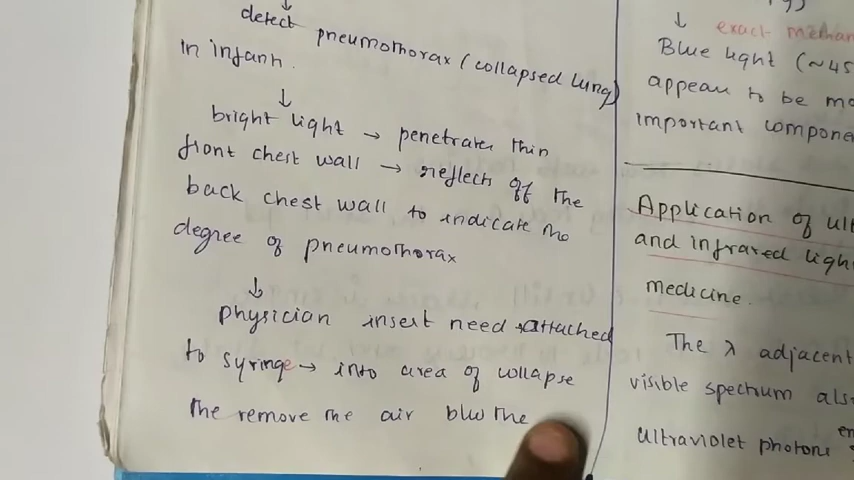 detect pneumothorax (collapsed lung)
in infant.
↓
bright light → penetrates thin
front chest wall → reflects off the
back chest wall to indicate the
degree of pneumothorax
↓
physician insert need attached
to syringe → into area of collapse
The remove the air blw the
↓ exact mechan
Blue light (~45
appear to be mo
important compone
Application of ult
and infrared ligh
medicine.
The λ adjacent
visible spectrum als
ultraviolet photons